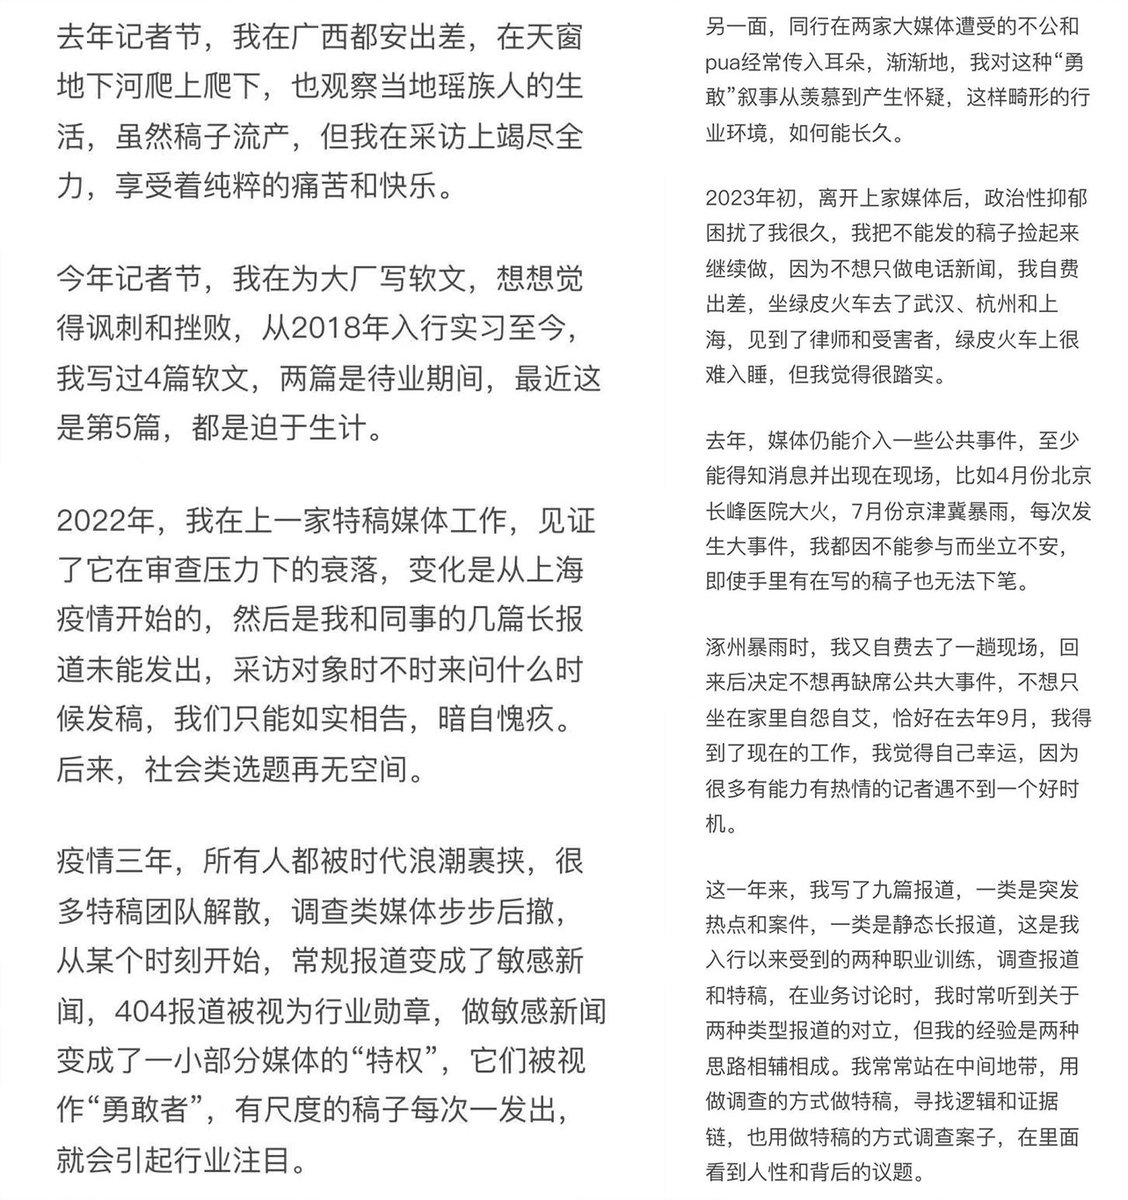 去年记者节，我在广西都安出差，在天窗
地下河爬上爬下，也观察当地瑶族人的生
活，虽然稿子流产，但我在采访上竭尽全
力，享受着纯粹的痛苦和快乐。
今年记者节，我在为大厂写软文，想想觉
得讽刺和挫败，从2018年入行实习至今，
我写过4篇软文，两篇是待业期间，最近这
是第5篇，都是迫于生计。
2022年，我在上一家特稿媒体工作，见证
了它在审查压力下的衰落，变化是从上海
疫情开始的，然后是我和同事的几篇长报
道未能发出，采访对象时不时来问什么时
候发稿，我们只能如实相告，暗自愧疚。
后来，社会类选题再无空间。
疫情三年，所有人都被时代浪潮裹挟，很
多特稿团队解散，调查类媒体步步后撤，
从某个时刻开始，常规报道变成了敏感新
闻，404报道被视为行业勋章，做敏感新闻
变成了一小部分媒体的“特权”，它们被视
作“勇敢者”，有尺度的稿子每次一发出，
就会引起行业注目。
另一面，同行在两家大媒体遭受的不公和
pua经常传入耳朵，渐渐地，我对这种“勇
敢”叙事从羡慕到产生怀疑，这样畸形的行
业环境，如何能长久。
2023年初，离开上家媒体后，政治性抑郁
困扰了我很久，我把不能发的稿子捡起来
继续做，因为不想只做电话新闻，我自费
出差，坐绿皮火车去了武汉、杭州和上
海，见到了律师和受害者，绿皮火车上很
难入睡，但我觉得很踏实。
去年，媒体仍能介入一些公共事件，至少
能得知消息并出现在现场，比如4月份北京
长峰医院大火，7月份京津冀暴雨，每次发
生大事件，我都因不能参与而坐立不安，
即使手里有在写的稿子也无法下笔。
涿州暴雨时，我又自费去了一趟现场，回
来后决定不想再缺席公共大事件，不想只
坐在家里自怨自艾，恰好在去年9月，我得
到了现在的工作，我觉得自己幸运，因为
很多有能力有热情的记者遇不到一个好时
机。
这一年来，我写了九篇报道，一类是突发
热点和案件，一类是静态长报道，这是我
入行以来受到的两种职业训练，调查报道
和特稿，在业务讨论时，我时常听到关于
两种类型报道的对立，但我的经验是两种
思路相辅相成。我常常站在中间地带，用
做调查的方式做特稿，寻找逻辑和证据
链，也用做特稿的方式调查案子，在里面
看到人性和背后的议题。